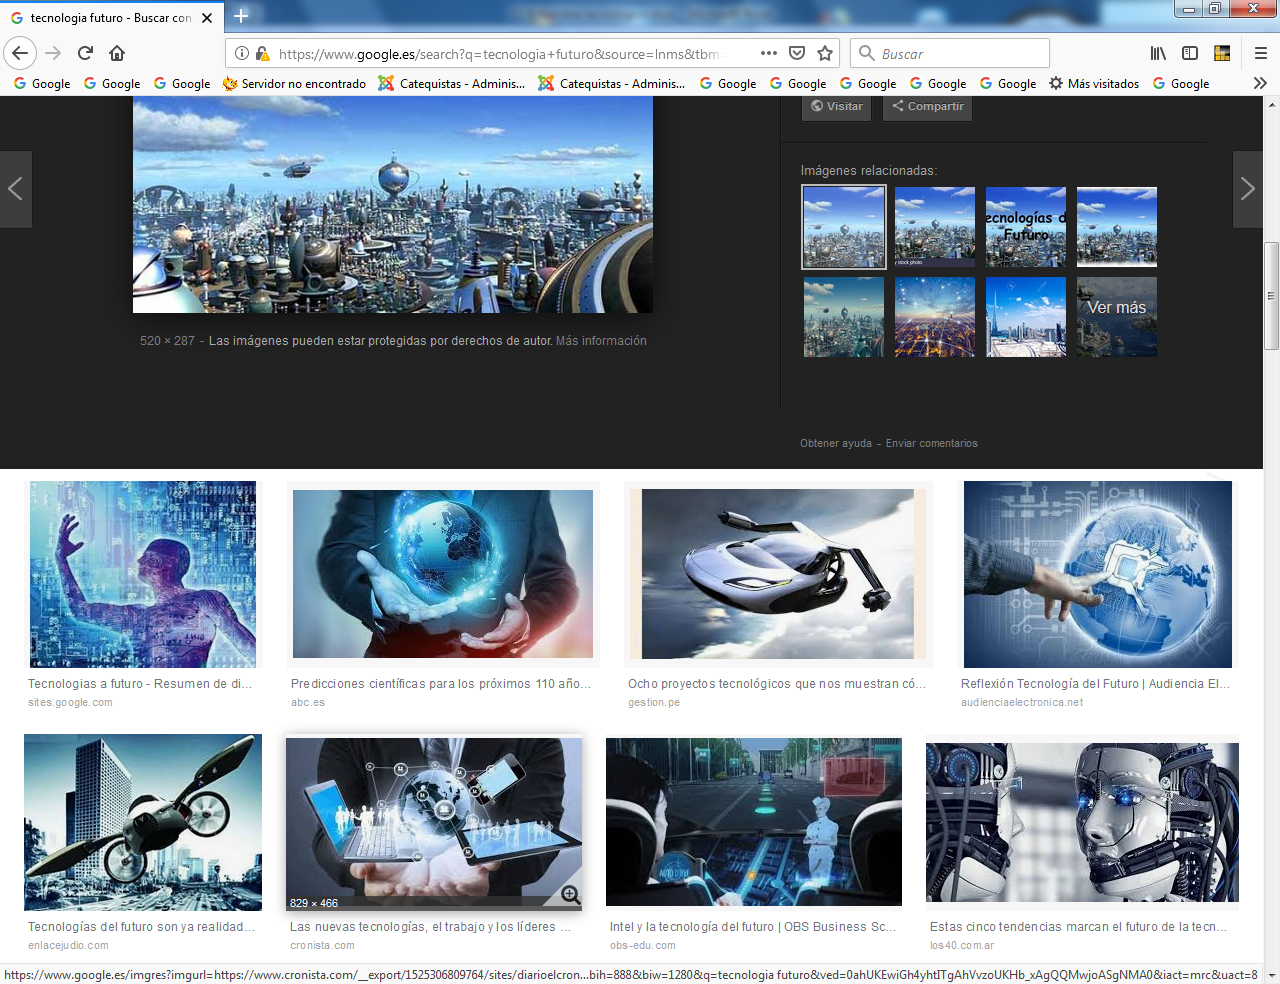 tecnologia futuro - Buscar con
https://www.google.es/search?q=tecnologia+futuro&source=lnms&tbm=
Buscar
Google
Google
Google
Servidor no encontrado
Catequistas - Adminis...
Catequistas - Adminis...
Google
Google
Google
Google
Google
Más visitados
Google
Visitar
Compartir
Imágenes relacionadas:
ecnologías d
Futuro
Ver más
520 × 287 - Las imágenes pueden estar protegidas por derechos de autor. Más información
Obtener ayuda - Enviar comentarios
Tecnologias a futuro - Resumen de di...
sites.google.com
Predicciones científicas para los próximos 110 año...
abc.es
Ocho proyectos tecnológicos que nos muestran có...
gestion.pe
Reflexión Tecnología del Futuro | Audiencia El...
audienciaelectronica.net
AUTO DRIVE
829 × 466
Tecnologías del futuro son ya realidad...
enlacejudio.com
Las nuevas tecnologías, el trabajo y los líderes ...
cronista.com
Intel y la tecnología del futuro | OBS Business Sc...
obs-edu.com
Estas cinco tendencias marcan el futuro de la tecn...
los40.com.ar
https://www.google.es/imgres?imgurl=https://www.cronista.com/__export/1525306809764/sites/diarioelcron...bih=888&biw=1280&q=tecnologia futuro&ved=0ahUKEwiGh4yhtITgAhVvzoUKHb_xAgQQMwjoASgNMA0&iact=mrc&uact=8